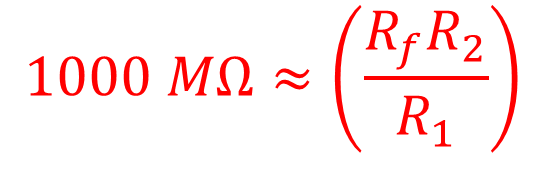 1000 MΩ ≈ (R_f R_2 / R_1)